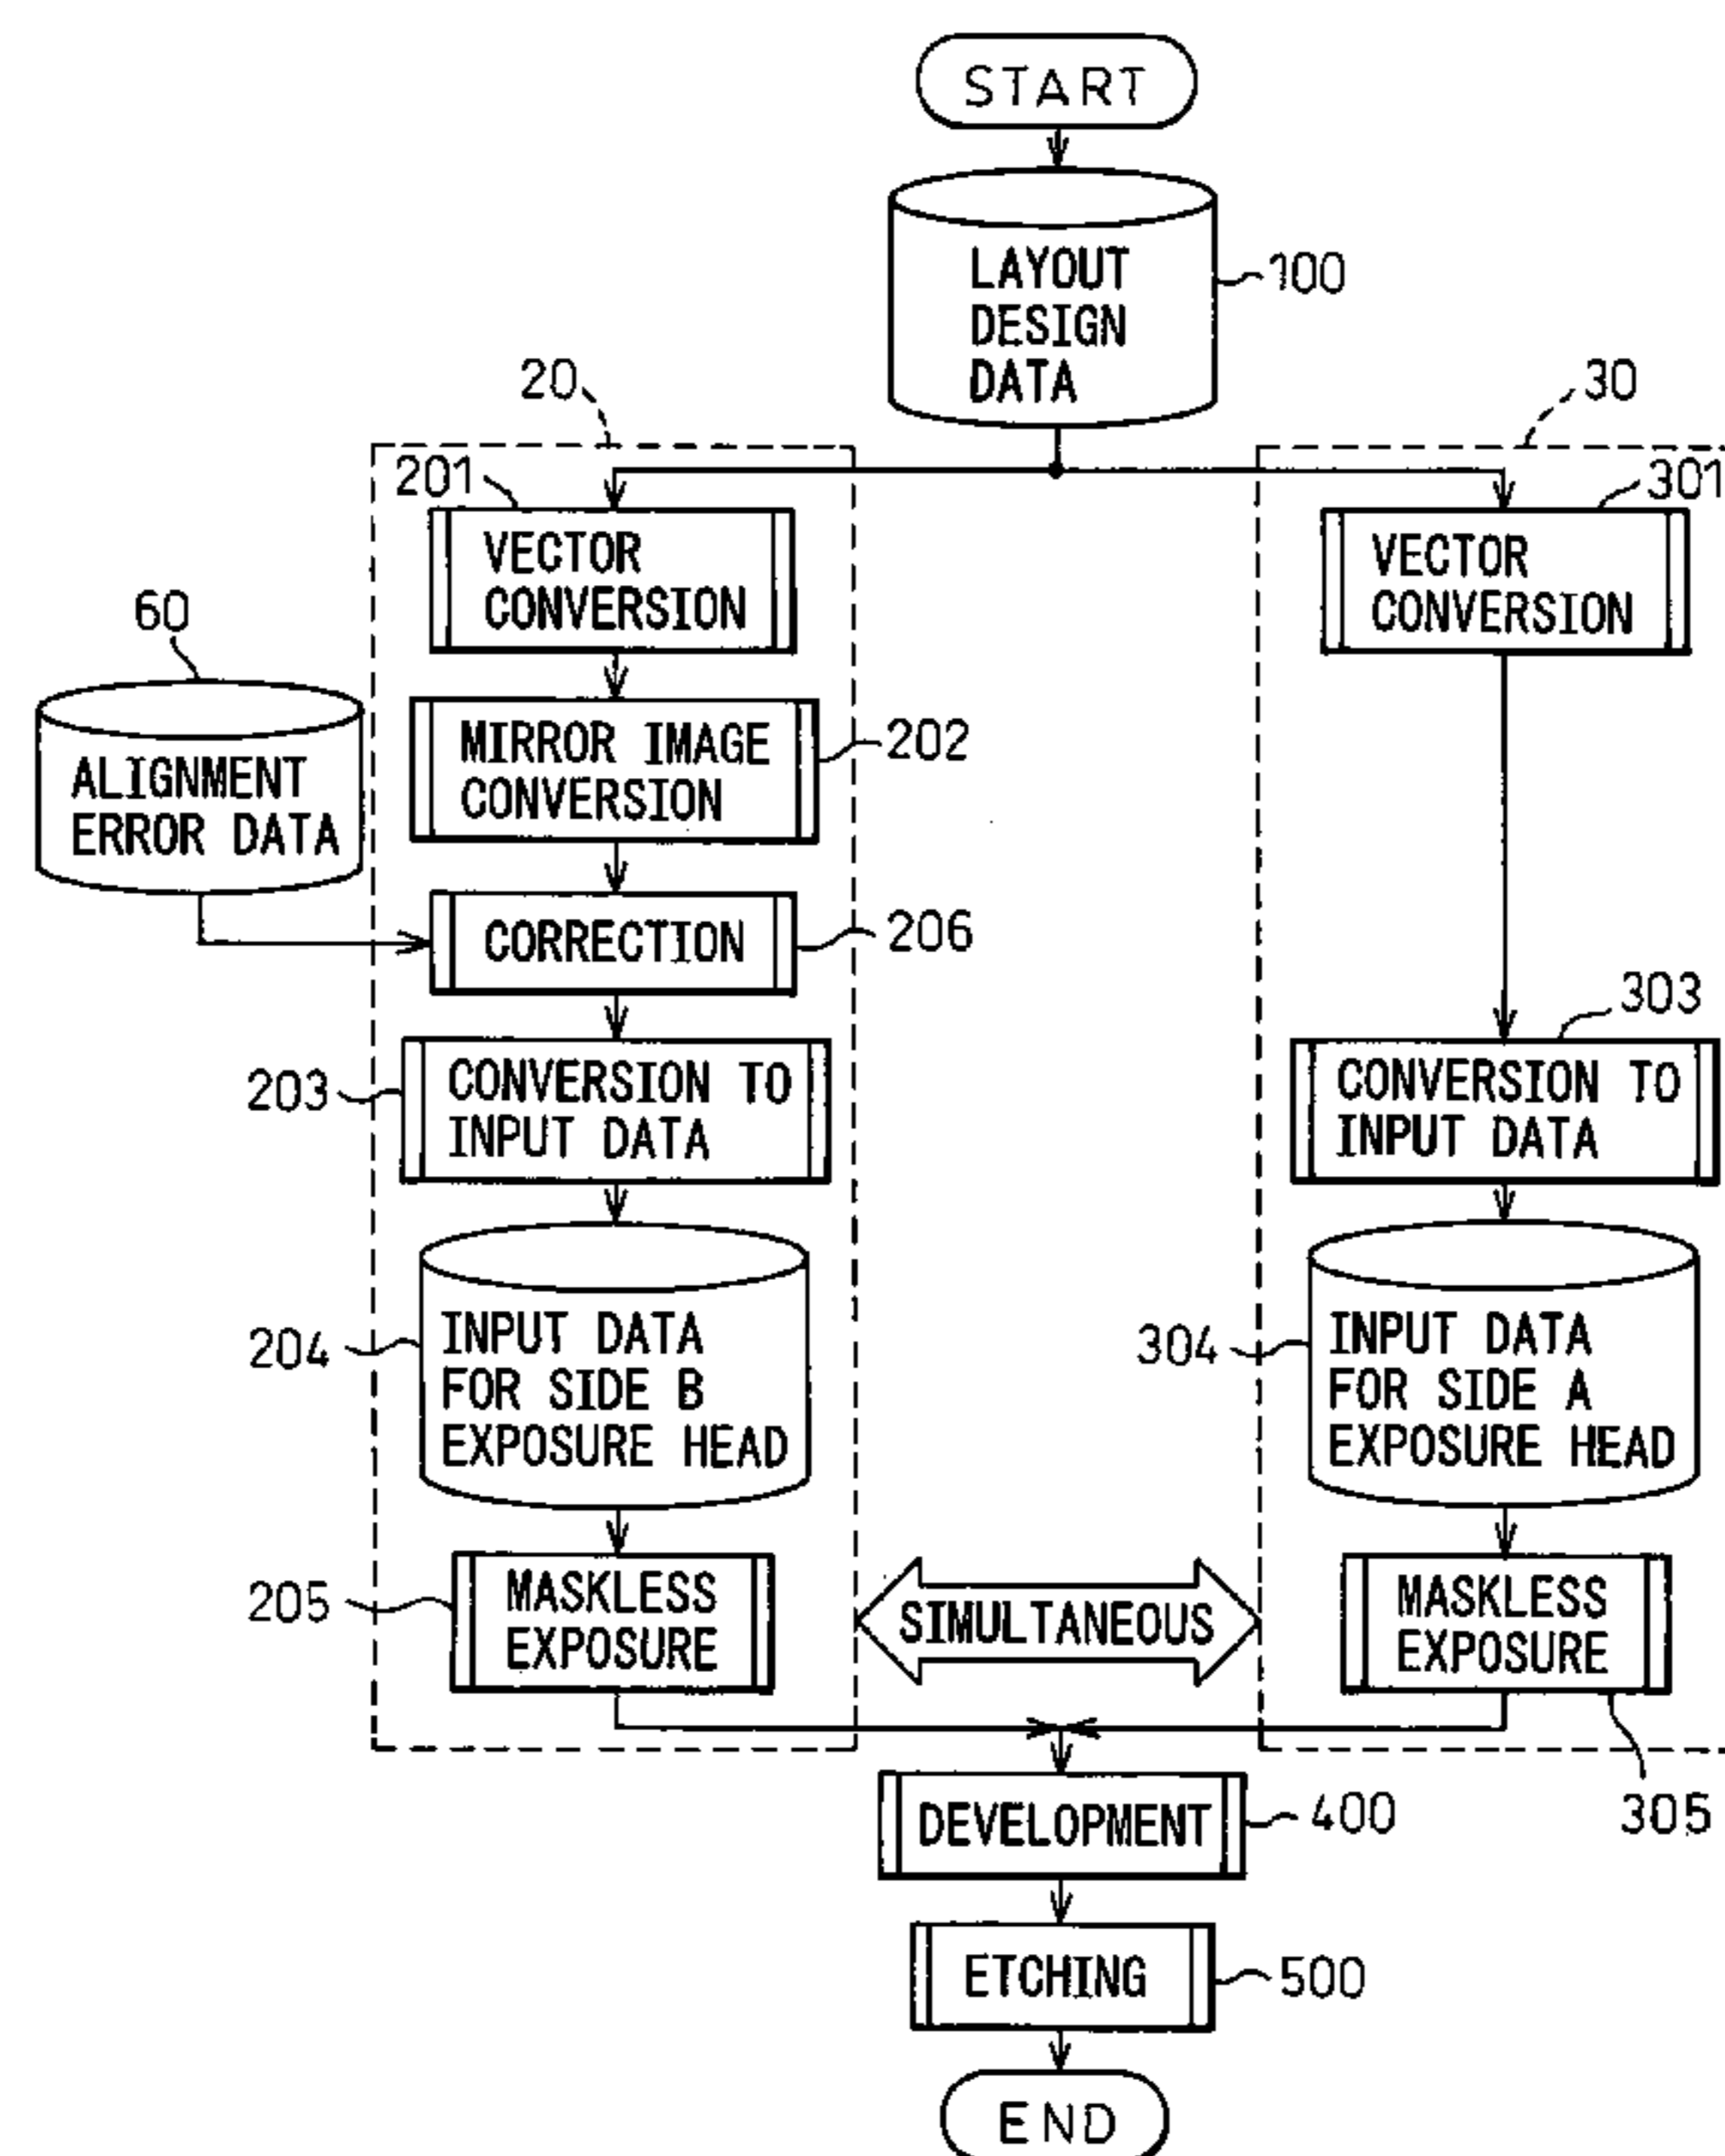 START
LAYOUT
DESIGN
DATA
100
20
30
201
VECTOR
CONVERSION
301
VECTOR
CONVERSION
60
ALIGNMENT
ERROR DATA
MIRROR IMAGE
CONVERSION
202
CORRECTION
206
203
CONVERSION TO
INPUT DATA
303
CONVERSION TO
INPUT DATA
204
INPUT DATA
FOR SIDE B
EXPOSURE HEAD
304
INPUT DATA
FOR SIDE A
EXPOSURE HEAD
205
MASKLESS
EXPOSURE
SIMULTANEOUS
MASKLESS
EXPOSURE
305
DEVELOPMENT
400
ETCHING
500
END